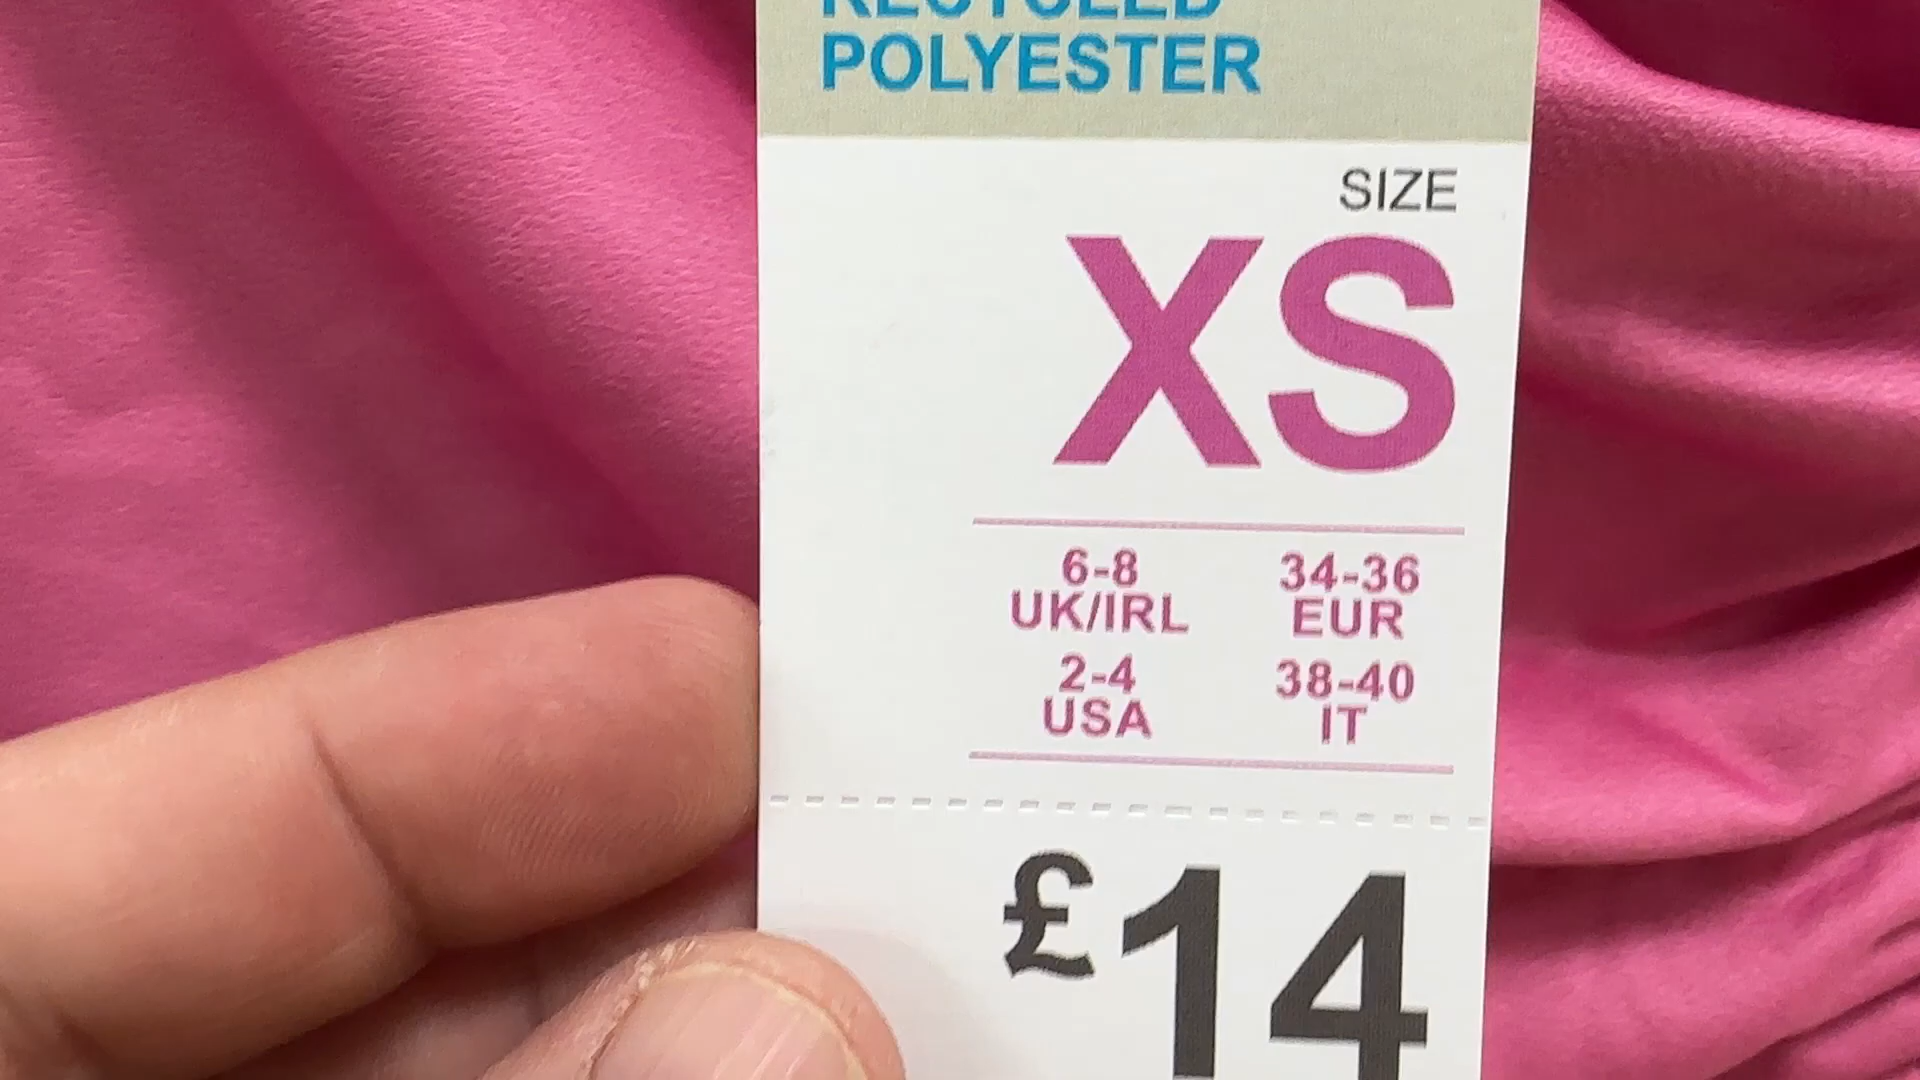 RECYCLED
POLYESTER
SIZE
XS
6-8 34-36
UK/IRL EUR
2-4 38-40
USA IT
£14